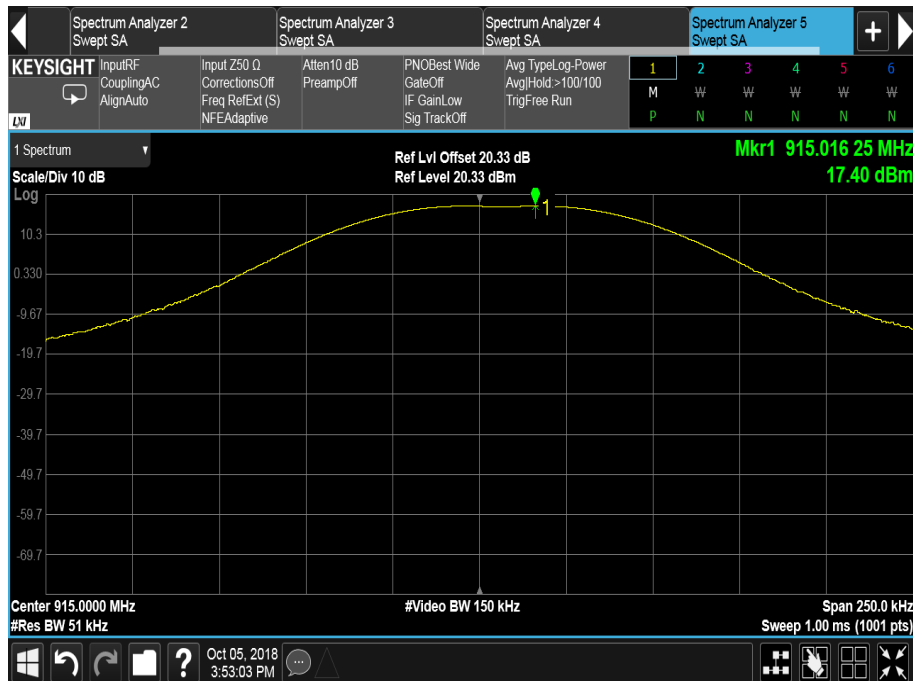 Spectrum Analyzer 2
Swept SA
Spectrum Analyzer 3
Swept SA
Spectrum Analyzer 4
Swept SA
Spectrum Analyzer 5
Swept SA
+
KEYSIGHT
LXI
InputRF
CouplingAC
AlignAuto
Input Z50 Ω
CorrectionsOff
Freq RefExt (S)
NFEAdaptive
Atten10 dB
PreampOff
PNOBest Wide
GateOff
IF GainLow
Sig TrackOff
Avg TypeLog-Power
Avg|Hold:>100/100
TrigFree Run
1 2 3 4 5 6
M W W W W W
P N N N N N
1 Spectrum
Scale/Div 10 dB
Log
Ref Lvl Offset 20.33 dB
Ref Level 20.33 dBm
Mkr1 915.016 25 MHz
17.40 dBm
1
10.3
0.330
-9.67
-19.7
-29.7
-39.7
-49.7
-59.7
-69.7
Center 915.0000 MHz
#Video BW 150 kHz
Span 250.0 kHz
#Res BW 51 kHz
Sweep 1.00 ms (1001 pts)
?
Oct 05, 2018
3:53:03 PM